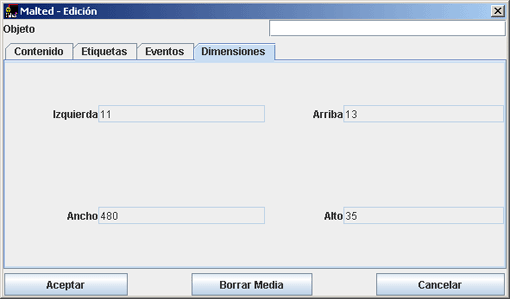 Malted - Edición
Objeto
Contenido Etiquetas Eventos Dimensiones
Izquierda 11 Arriba 13
Ancho 480 Alto 35
Aceptar Borrar Media Cancelar